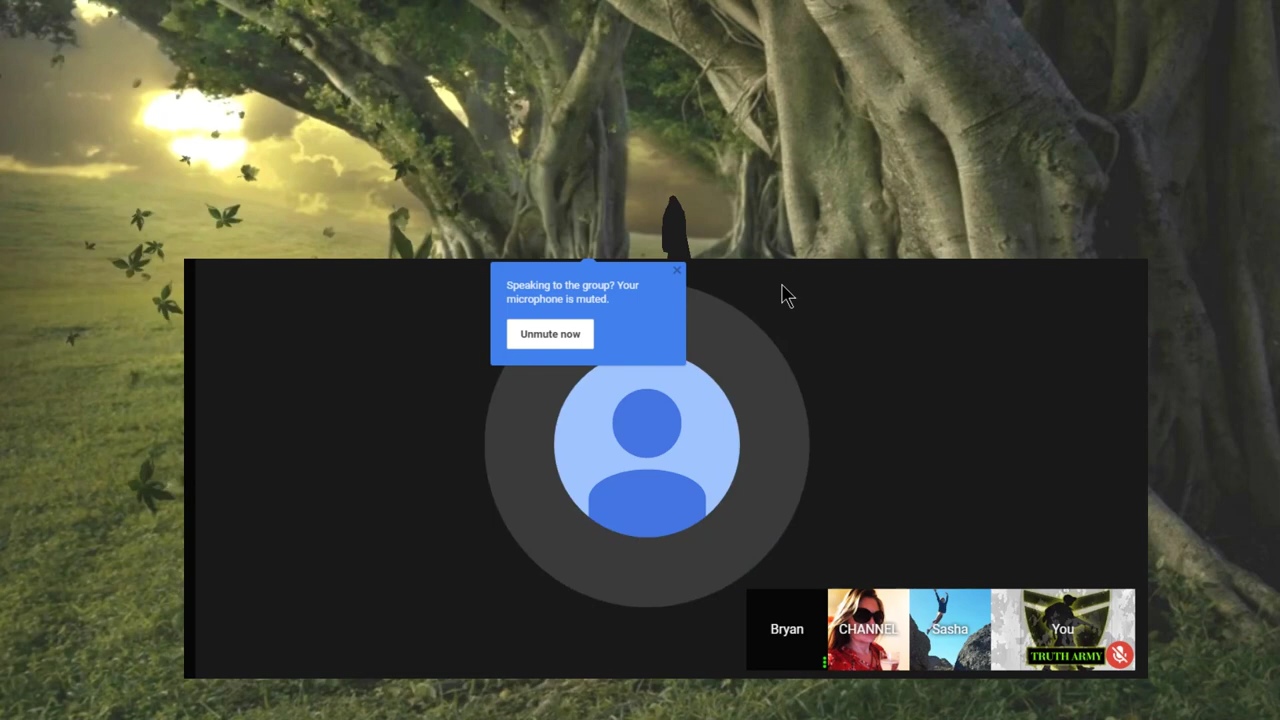 Speaking to the group? Your
microphone is muted.
Unmute now
Bryan
CHANNEL
Sasha
You
TRUTH ARMY